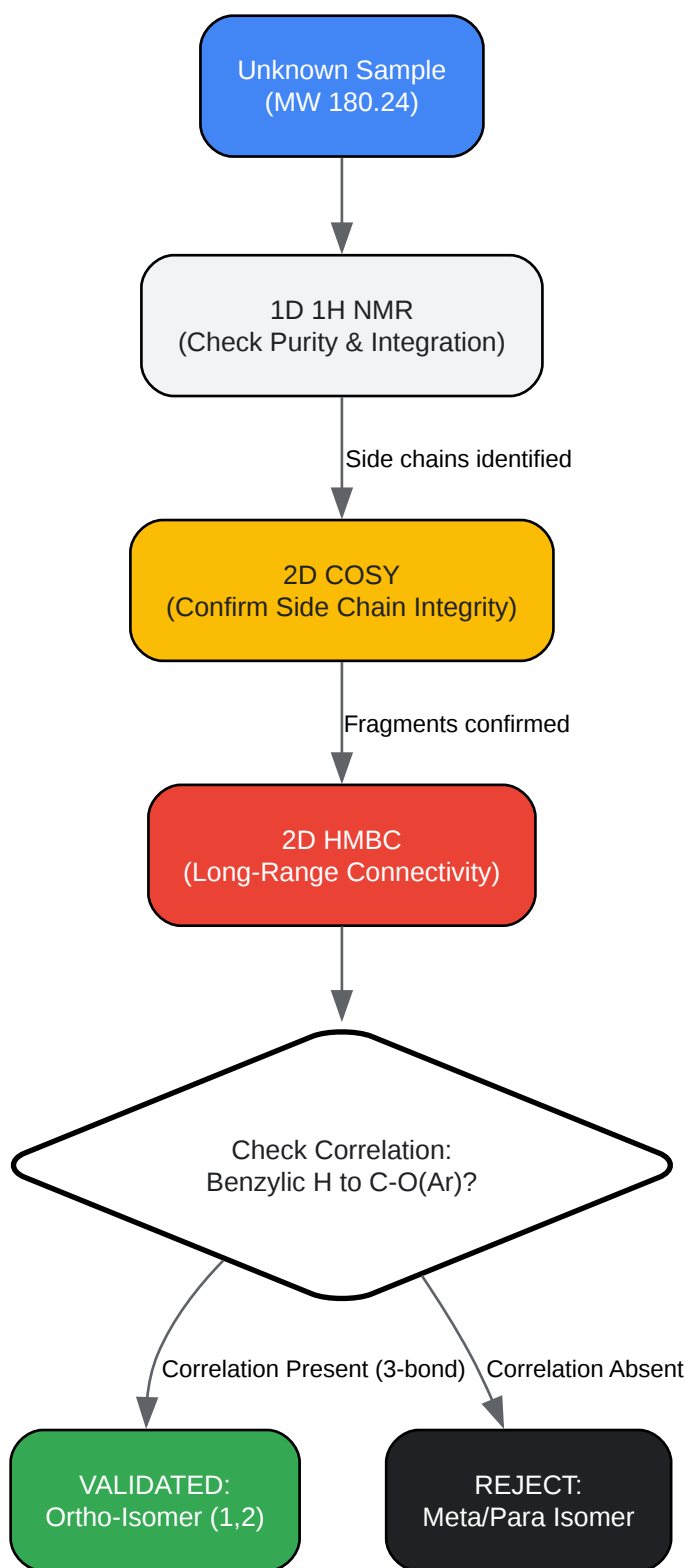 Unknown Sample
(MW 180.24)
1D 1H NMR
(Check Purity & Integration)
Side chains identified
2D COSY
(Confirm Side Chain Integrity)
Fragments confirmed
2D HMBC
(Long-Range Connectivity)
Check Correlation:
Benzylic H to C-O(Ar)?
Correlation Present (3-bond)
Correlation Absent
VALIDATED:
Ortho-Isomer (1,2)
REJECT:
Meta/Para Isomer